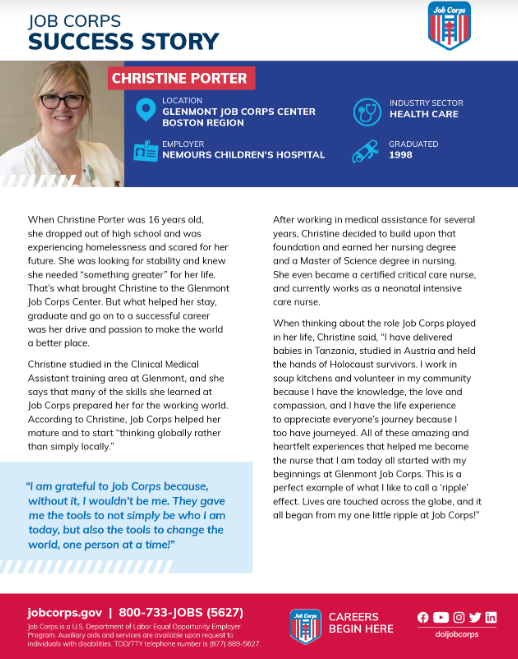 JOB CORPS
SUCCESS STORY
Job Corps
CHRISTINE PORTER
LOCATION
GLENMONT JOB CORPS CENTER
BOSTON REGION
INDUSTRY SECTOR
HEALTH CARE
EMPLOYER
NEMOURS CHILDREN'S HOSPITAL
GRADUATED
1998
When Christine Porter was 16 years old,
she dropped out of high school and was
experiencing homelessness and scared for her
future. She was looking for stability and knew
she needed “something greater” for her life.
That’s what brought Christine to the Glenmont
Job Corps Center. But what helped her stay,
graduate and go on to a successful career
was her drive and passion to make the world
a better place.
Christine studied in the Clinical Medical
Assistant training area at Glenmont, and she
says that many of the skills she learned at
Job Corps prepared her for the working world.
According to Christine, Job Corps helped her
mature and to start “thinking globally rather
than simply locally.”
“I am grateful to Job Corps because,
without it, I wouldn’t be me. They gave
me the tools to not simply be who I am
today, but also the tools to change the
world, one person at a time!”
After working in medical assistance for several
years, Christine decided to build upon that
foundation and earned her nursing degree
and a Master of Science degree in nursing.
She even became a certified critical care nurse,
and currently works as a neonatal intensive
care nurse.
When thinking about the role Job Corps played
in her life, Christine said, “I have delivered
babies in Tanzania, studied in Austria and held
the hands of Holocaust survivors. I work in
soup kitchens and volunteer in my community
because I have the knowledge, the love and
compassion, and I have the life experience
to appreciate everyone’s journey because I
too have journeyed. All of these amazing and
heartfelt experiences that helped me become
the nurse that I am today all started with my
beginnings at Glenmont Job Corps. This is a
perfect example of what I like to call a ‘ripple’
effect. Lives are touched across the globe, and it
all began from my one little ripple at Job Corps!”
jobcorps.gov | 800-733-JOBS (5627)
Job Corps is a U.S. Department of Labor Equal Opportunity Employer
Program. Auxiliary aids and services are available upon request to
individuals with disabilities. TDD/TTY telephone number is (877) 889-5627.
Job Corps
CAREERS
BEGIN HERE
doljobcorps